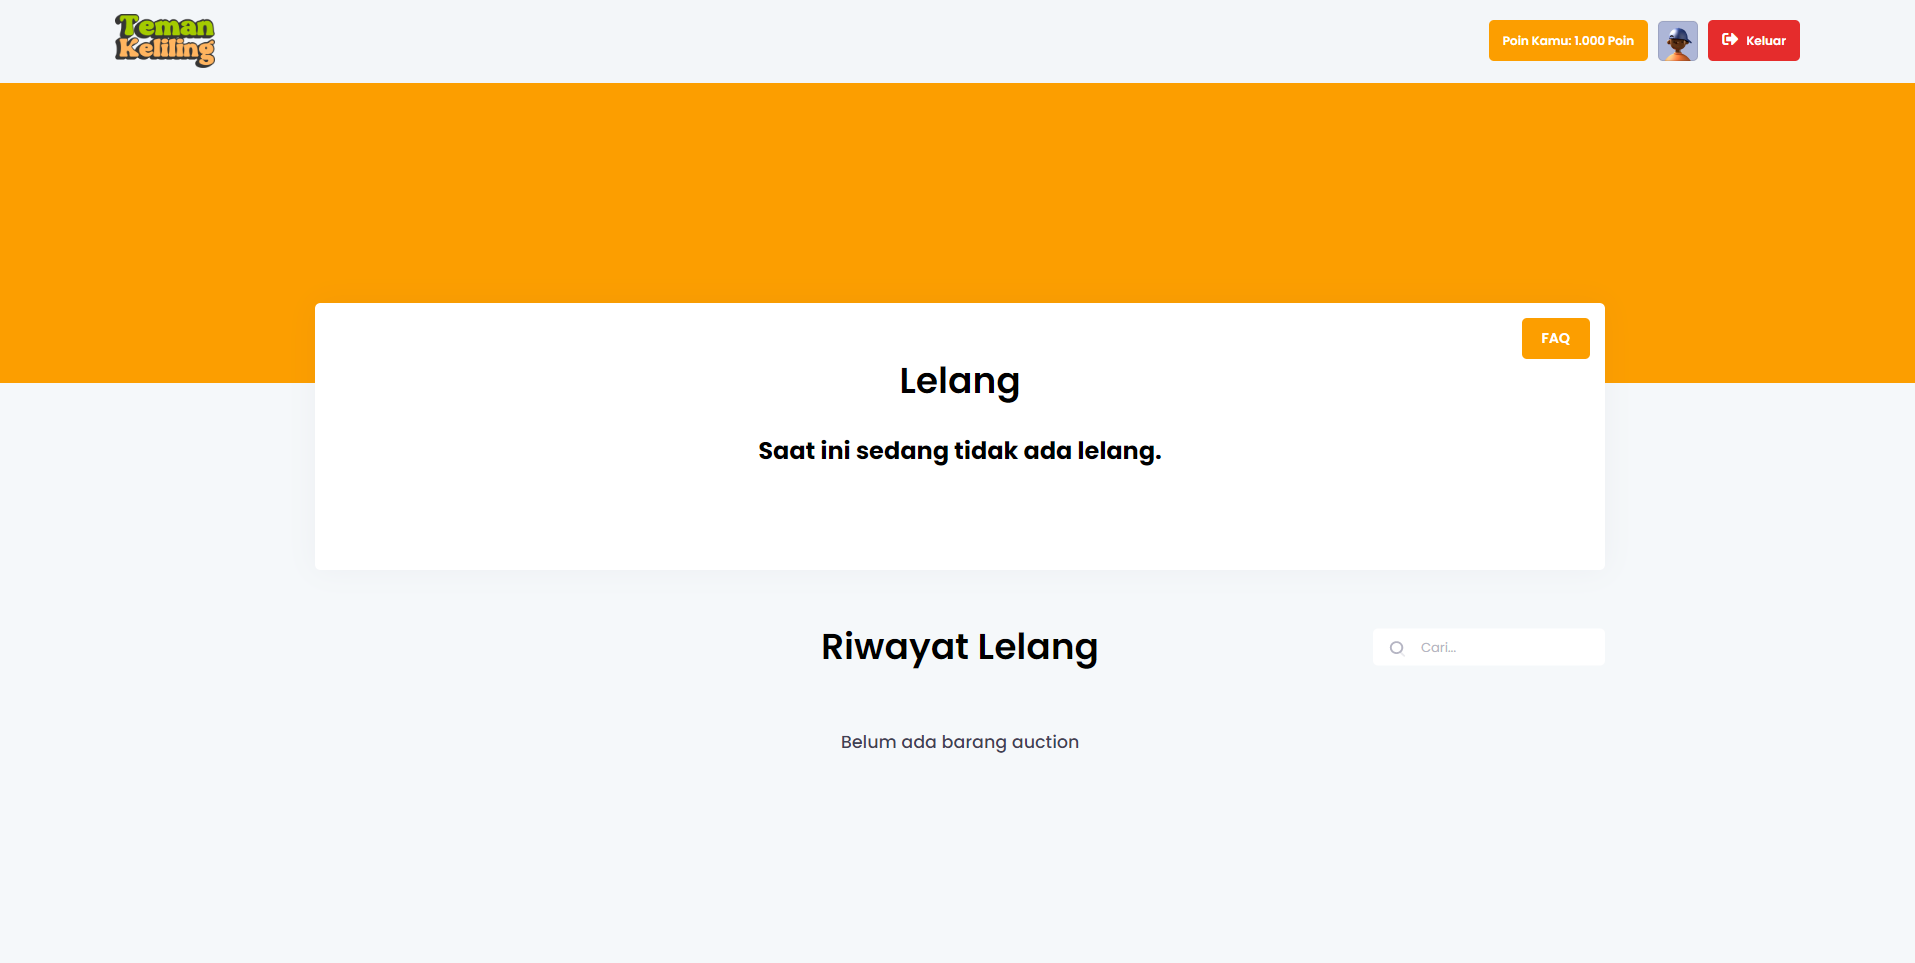 Teman
Keliling
Poin Kamu: 1.000 Poin
Keluar
FAQ
Lelang
Saat ini sedang tidak ada lelang.
Riwayat Lelang
Cari...
Belum ada barang auction